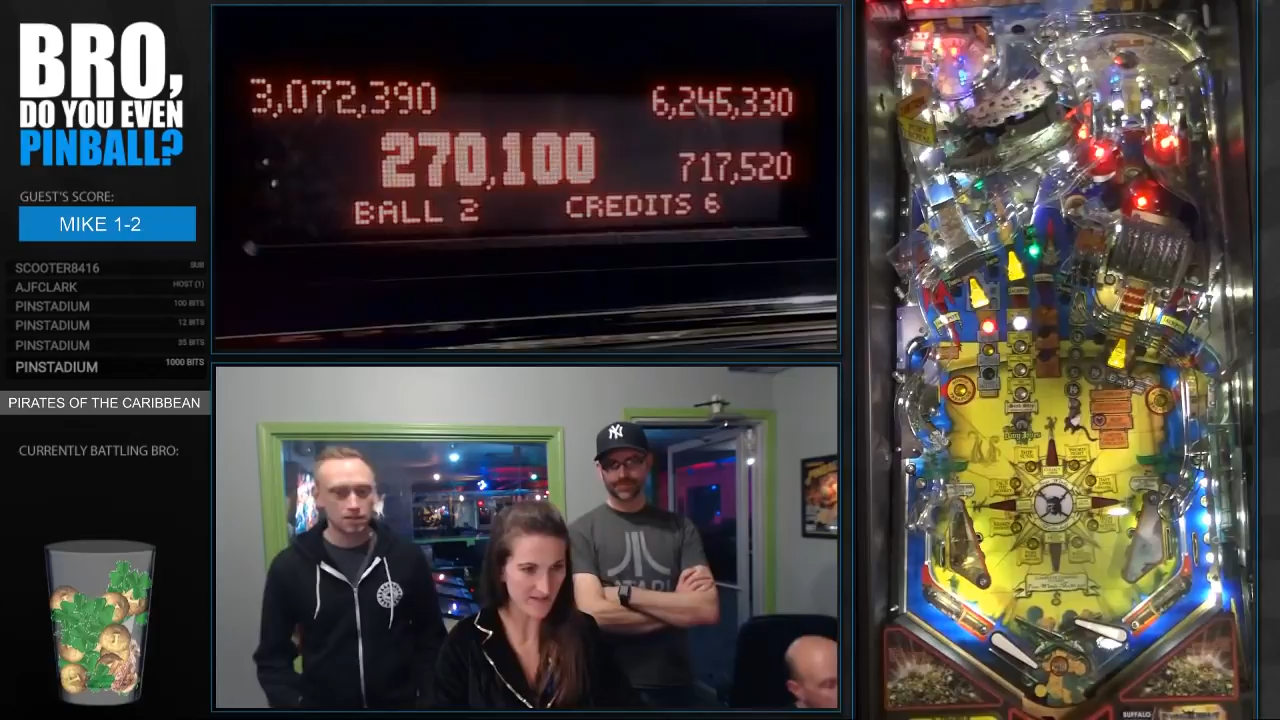 BRO,
DO YOU EVEN
PINBALL?
GUEST'S SCORE:
MIKE 1-2
SCOOTER8416 SUB
AJFCLARK HOST (1)
PINSTADIUM 100 BITS
PINSTADIUM 12 BITS
PINSTADIUM 35 BITS
PINSTADIUM 1000 BITS
PIRATES OF THE CARIBBEAN
CURRENTLY BATTLING BRO:
3,072,390 6,245,330
270,100 717,520
BALL 2 CREDITS 6
NY
ATARI